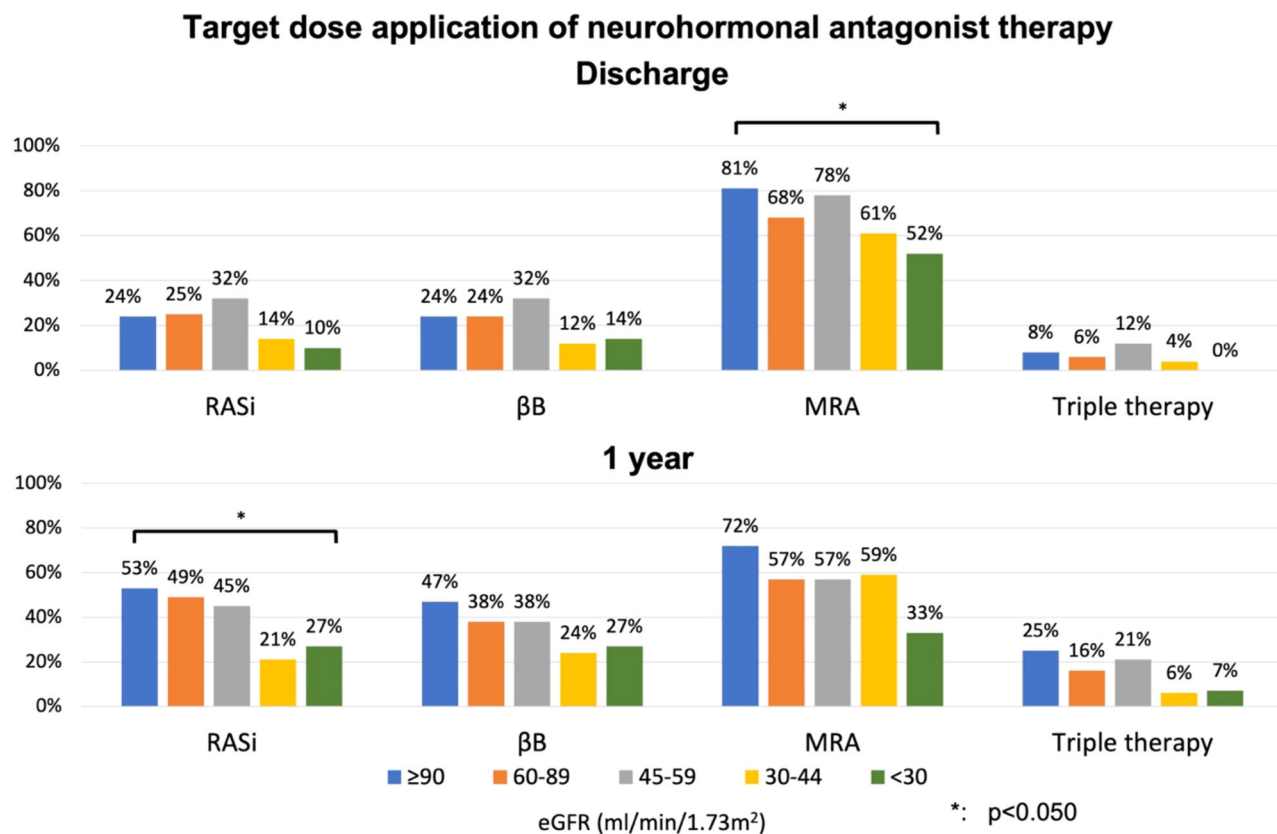 Target dose application of neurohormonal antagonist therapy
Discharge
*
100%
80%
60%
40%
20%
0%
24% 25% 32% 14% 10%
24% 24% 32% 12% 14%
81% 68% 78% 61% 52%
8% 6% 12% 4% 0%
RASi βB MRA Triple therapy
1 year
*
100%
80%
60%
40%
20%
0%
53% 49% 45% 21% 27%
47% 38% 38% 24% 27%
72% 57% 57% 59% 33%
25% 16% 21% 6% 7%
RASi βB MRA Triple therapy
≥90 60-89 45-59 30-44 <30
eGFR (ml/min/1.73m²)
*: p<0.050